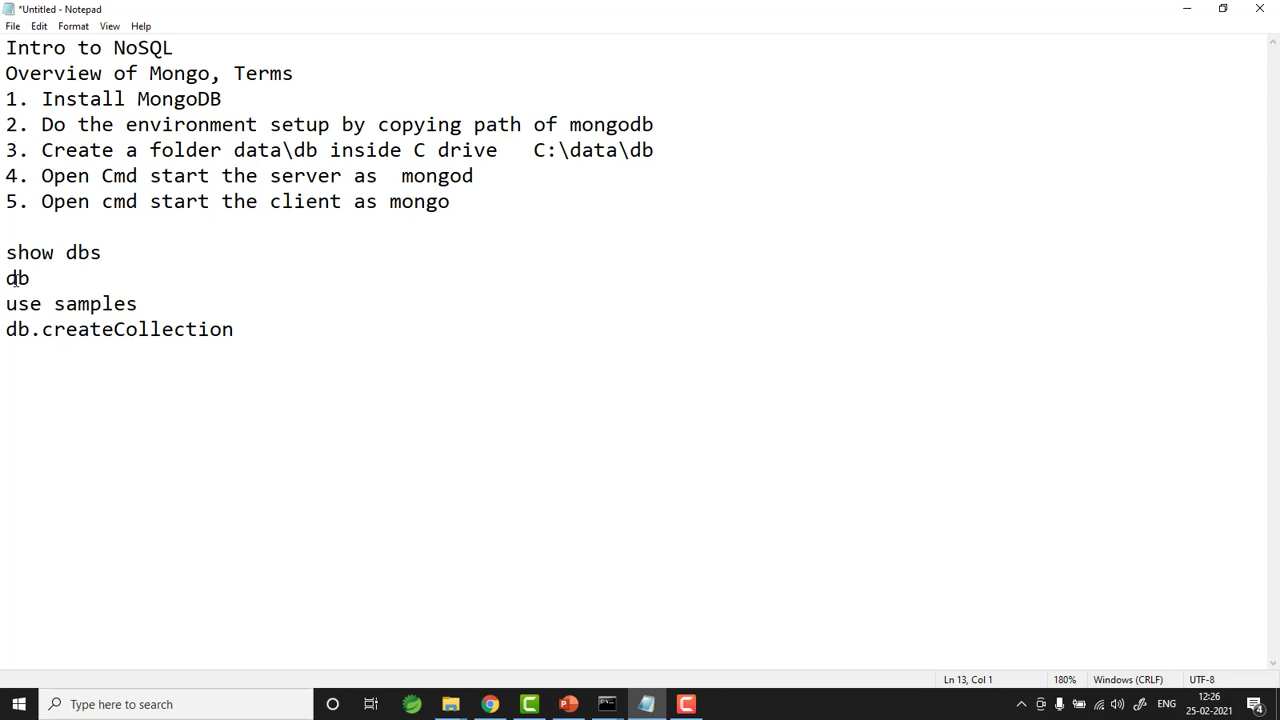 *Untitled - Notepad
File Edit Format View Help
Intro to NoSQL
Overview of Mongo, Terms
1. Install MongoDB
2. Do the environment setup by copying path of mongodb
3. Create a folder data\db inside C drive   C:\data\db
4. Open Cmd start the server as  mongod
5. Open cmd start the client as mongo
show dbs
db
use samples
db.createCollection
Ln 13, Col 1 180% Windows (CRLF) UTF-8
Type here to search ENG 12:26
25-02-2021 4